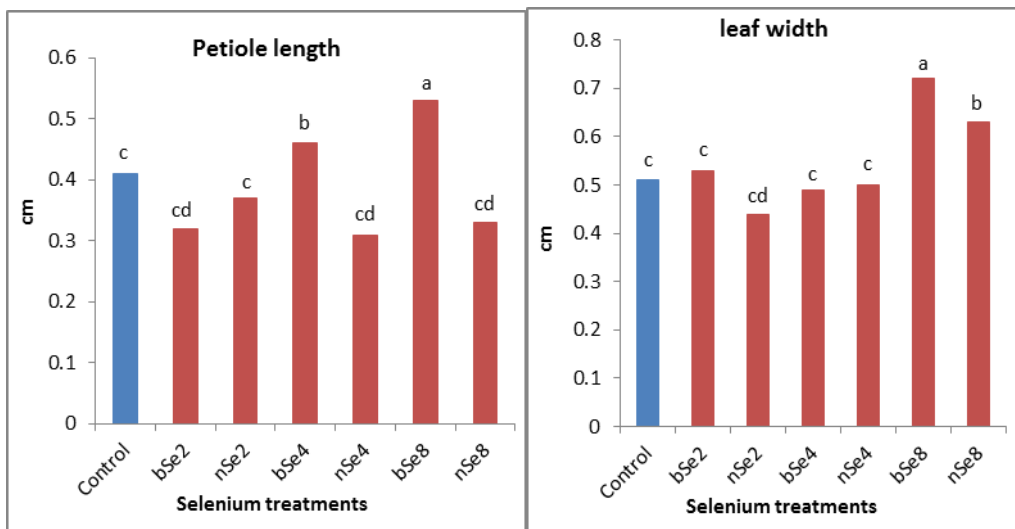 Petiole length
0.6
0.5
0.4
0.3
0.2
0.1
0
cm
c
cd
c
b
cd
a
cd
Control
bSe2
nSe2
bSe4
nSe4
bSe8
nSe8
Selenium treatments
leaf width
0.8
0.7
0.6
0.5
0.4
0.3
0.2
0.1
0
cm
c
c
cd
c
c
a
b
Control
bSe2
nSe2
bSe4
nSe4
bSe8
nSe8
Selenium treatments